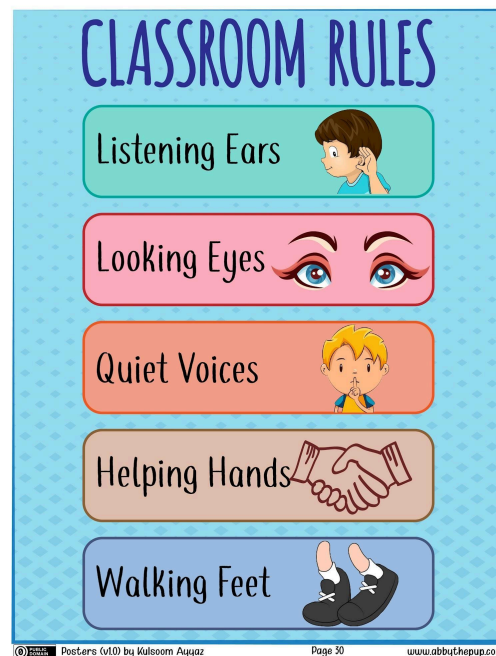 CLASSROOM RULES
Listening Ears
Looking Eyes
Quiet Voices
Helping Hands
Walking Feet
PUBLIC DOMAIN Posters (v1.0) by Kulsoom Ayyaz Page 30 www.abbythepup.co